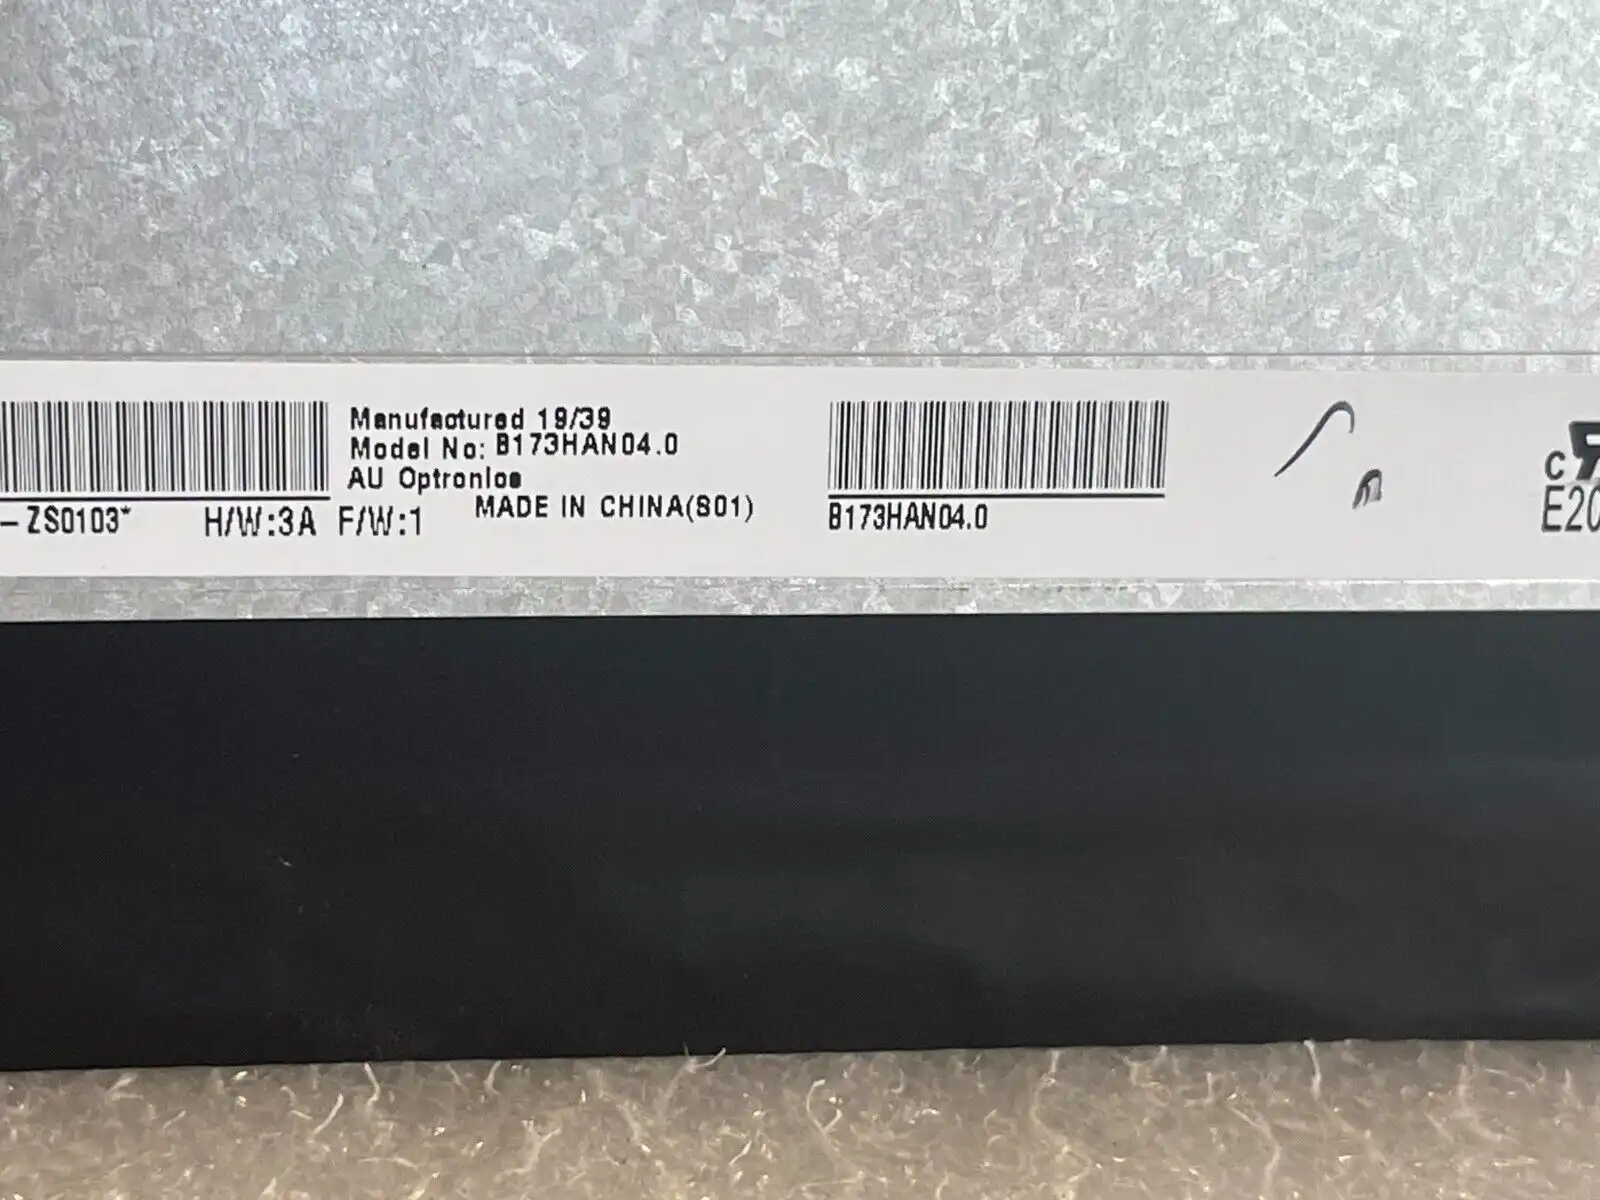 Manufactured 19/39
Model No: B173HAN04.0
AU Optronics
MADE IN CHINA(S01)
-ZS0103* H/W:3A F/W:1
B173HAN04.0
c
E20